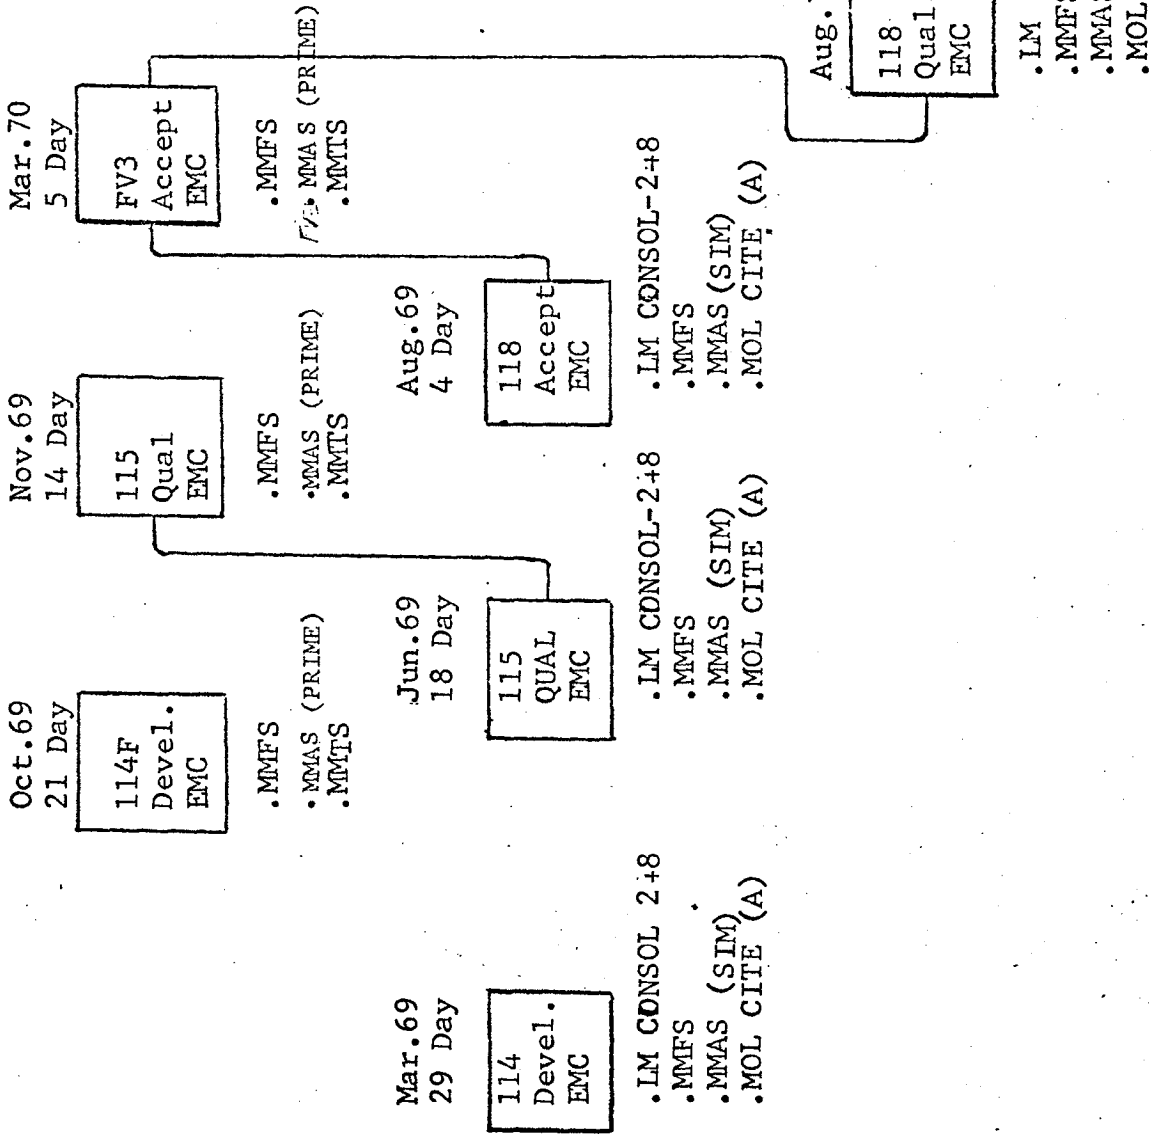 Oct.69
21 Day
114F
Devel.
EMC
.MMFS
.MMAS (PRIME)
.MMTS
Nov.69
14 Day
115
Qual
EMC
.MMFS
.MMAS (PRIME)
.MMTS
Mar.70
5 Day
FV3
Accept
EMC
.MMFS
.MMAS (PRIME)
.MMTS
Mar.69
29 Day
114
Devel.
EMC
.LM CONSOL 2+8
.MMFS
.MMAS (SIM)
.MOL CITE (A)
Jun.69
18 Day
115
QUAL
EMC
.LM CONSOL-2+8
.MMFS
.MMAS (SIM)
.MOL CITE (A)
Aug.69
4 Day
118
Accept
EMC
.LM CONSOL-2+8
.MMFS
.MMAS (SIM)
.MOL CITE (A)
Aug.
118
Qual
EMC
.LM
.MMFS
.MMAS
.MOL